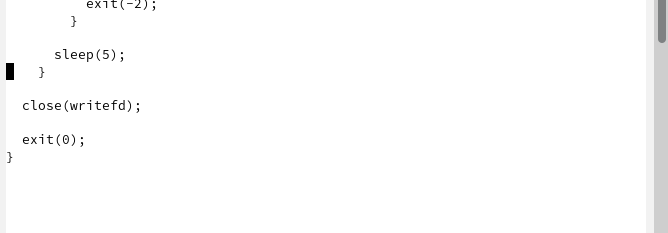 exit(-2);
}
sleep(5);
}
close(writefd);
exit(0);
}